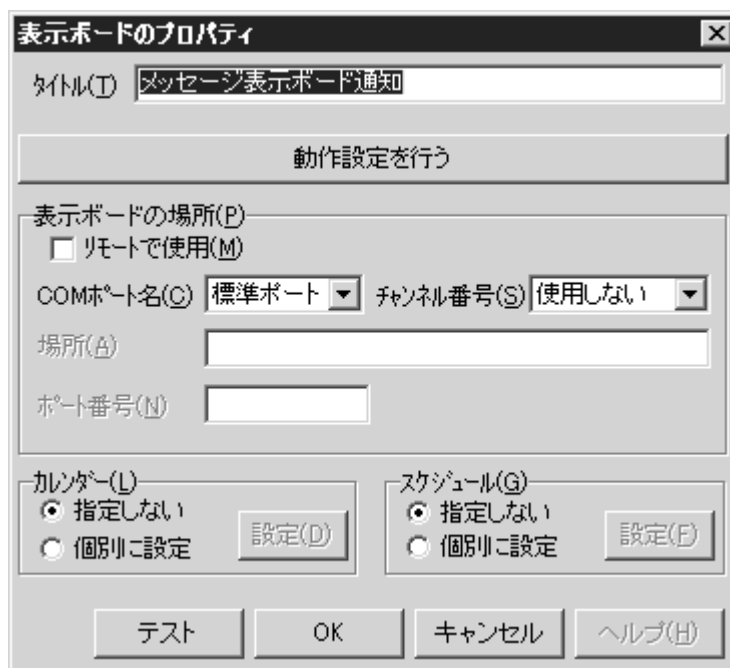 表示ボードのプロパティ
ﾀｲﾄﾙ(T) メッセージ表示ボード通知
動作設定を行う
表示ボードの場所(P)
ﾘﾓｰﾄで使用(M)
COMﾎﾟｰﾄ名(C) 標準ポート ﾁｬﾝﾈﾙ番号(S) 使用しない
場所(A)
ﾎﾟｰﾄ番号(N)
ｶﾚﾝﾀﾞｰ(L) ｽｹｼﾞｭｰﾙ(G)
指定しない 設定(D) 指定しない 設定(F)
個別に設定 個別に設定
テスト OK キャンセル ヘルプ(H)